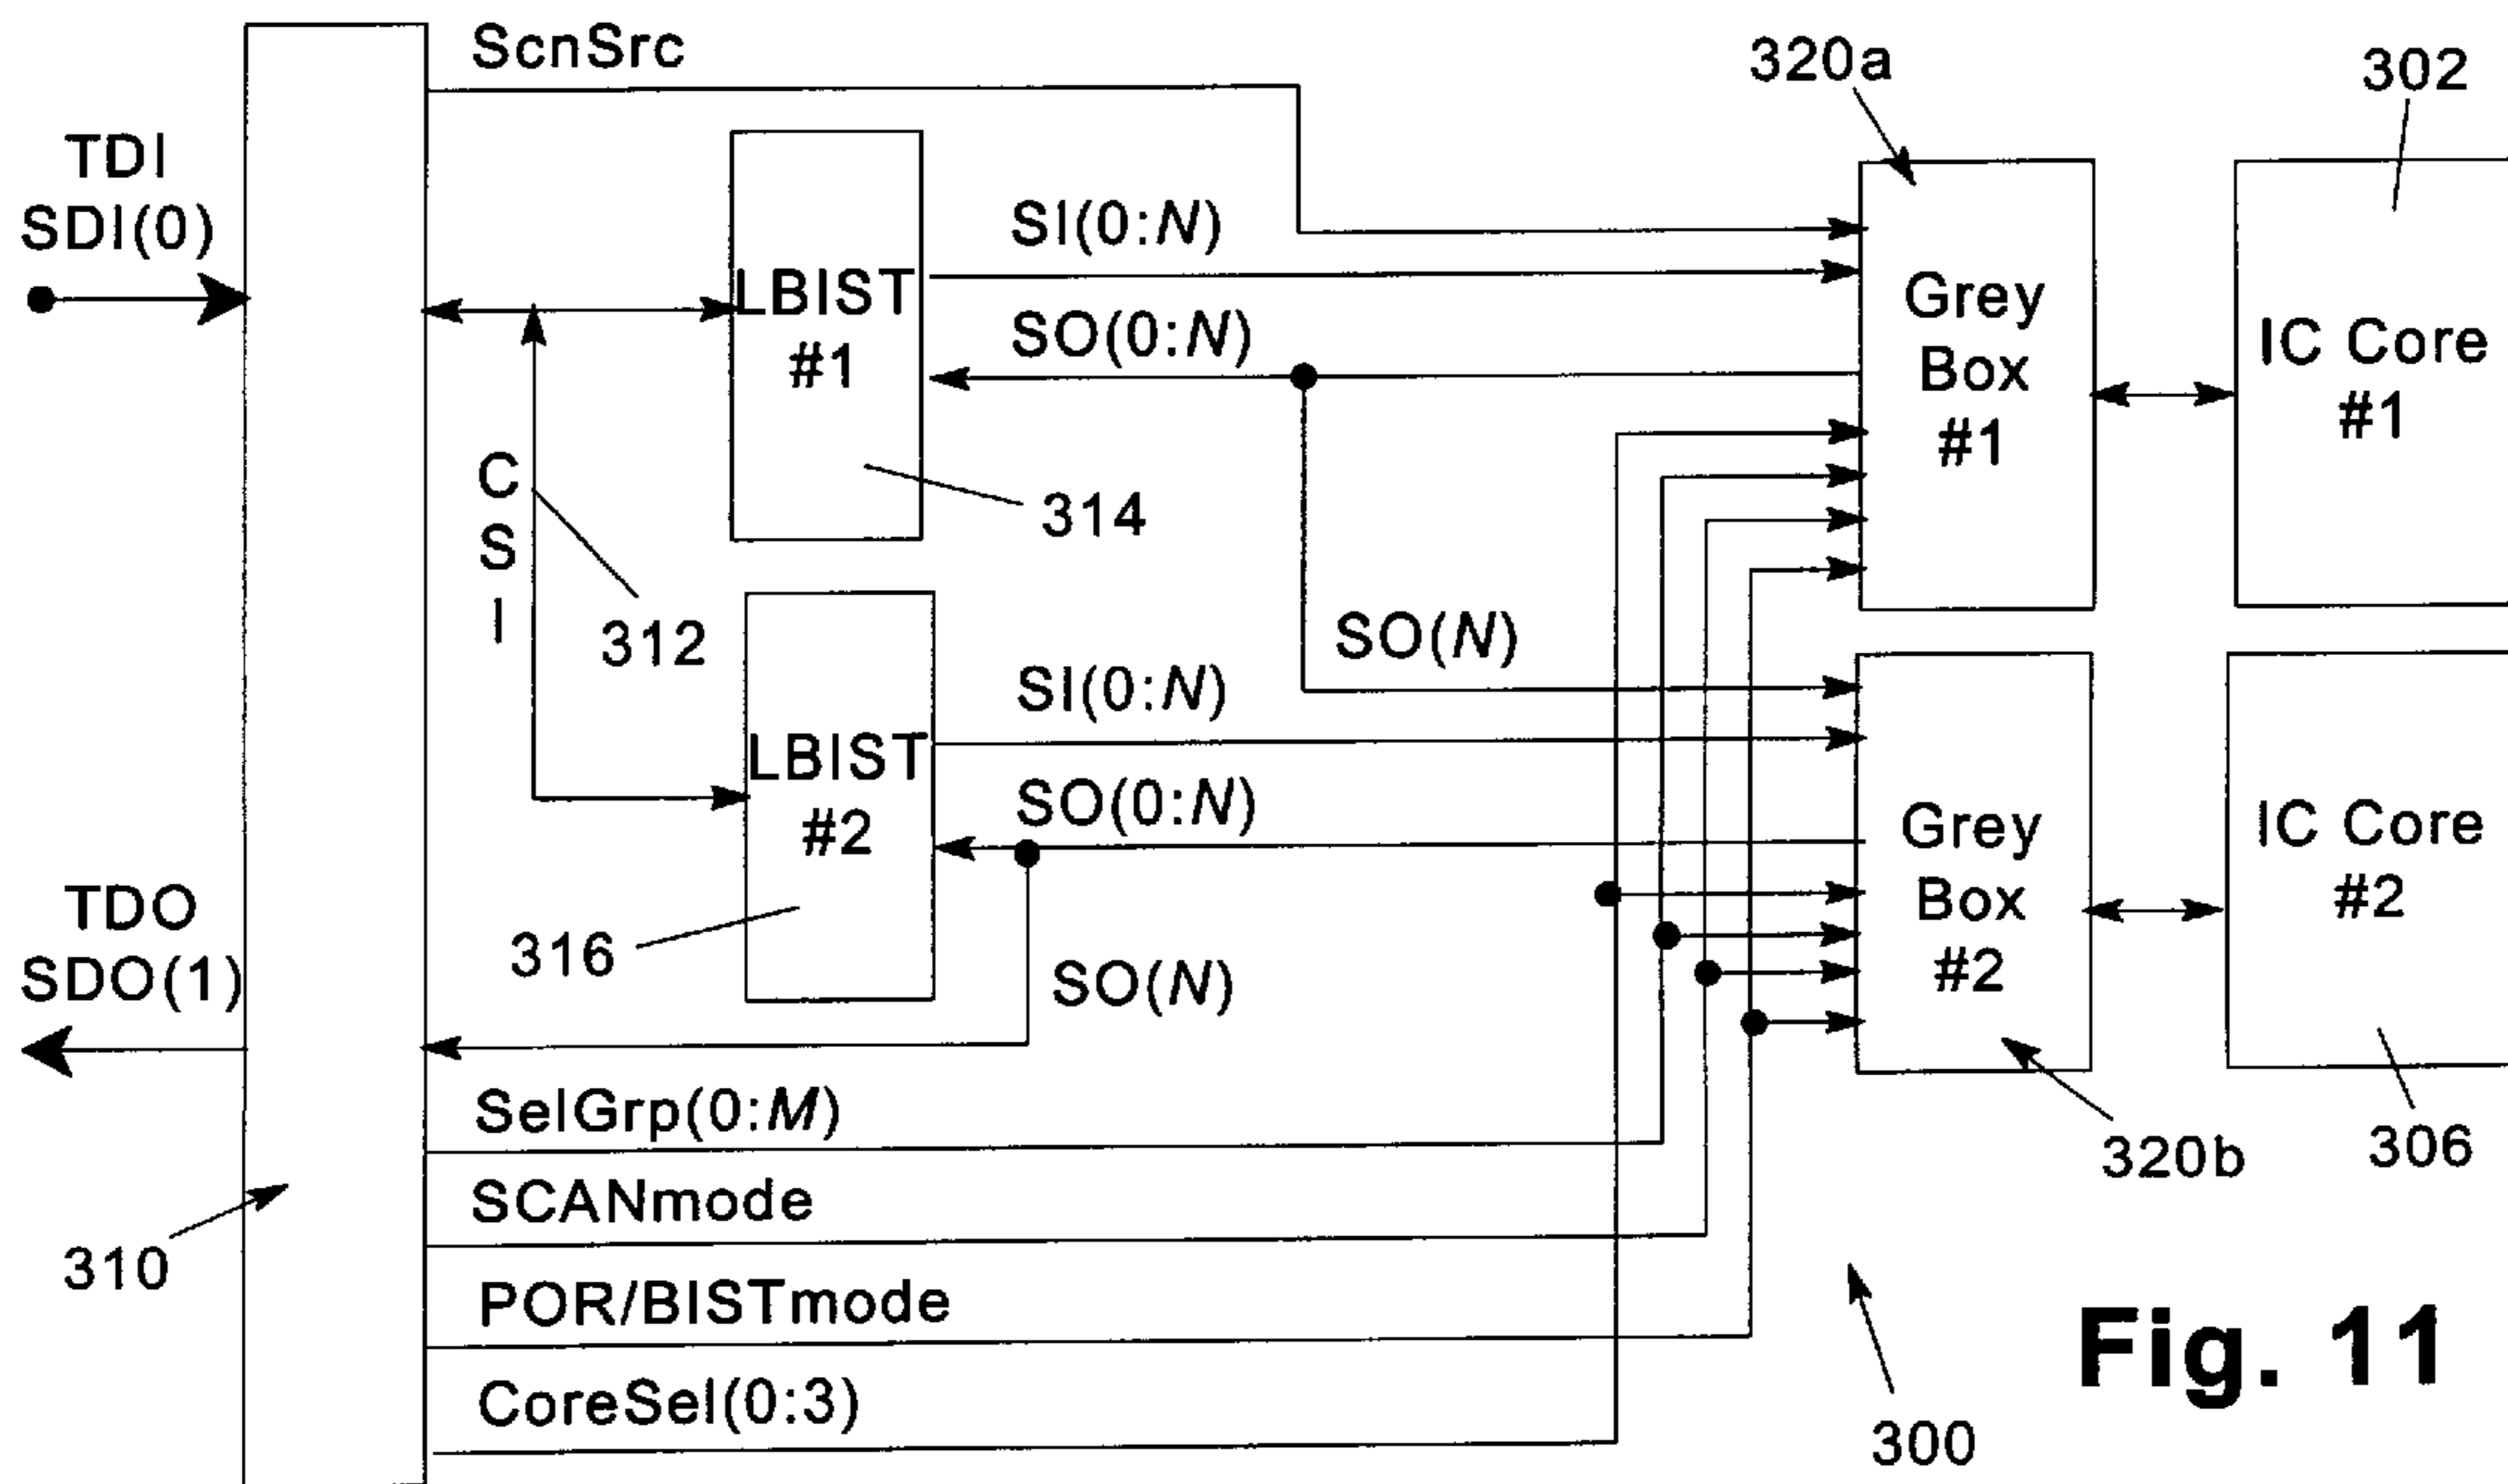 ScnSrc
320a
302
TDI
SDI(0)
SI(0:N)
LBIST
#1
SO(0:N)
Grey
Box
#1
IC Core
#1
C
S
I
314
312
SO(N)
SI(0:N)
LBIST
#2
SO(0:N)
Grey
Box
#2
IC Core
#2
TDO
SDO(1)
316
SO(N)
SelGrp(0:M)
320b
306
SCANmode
310
POR/BISTmode
CoreSel(0:3)
300
Fig. 11